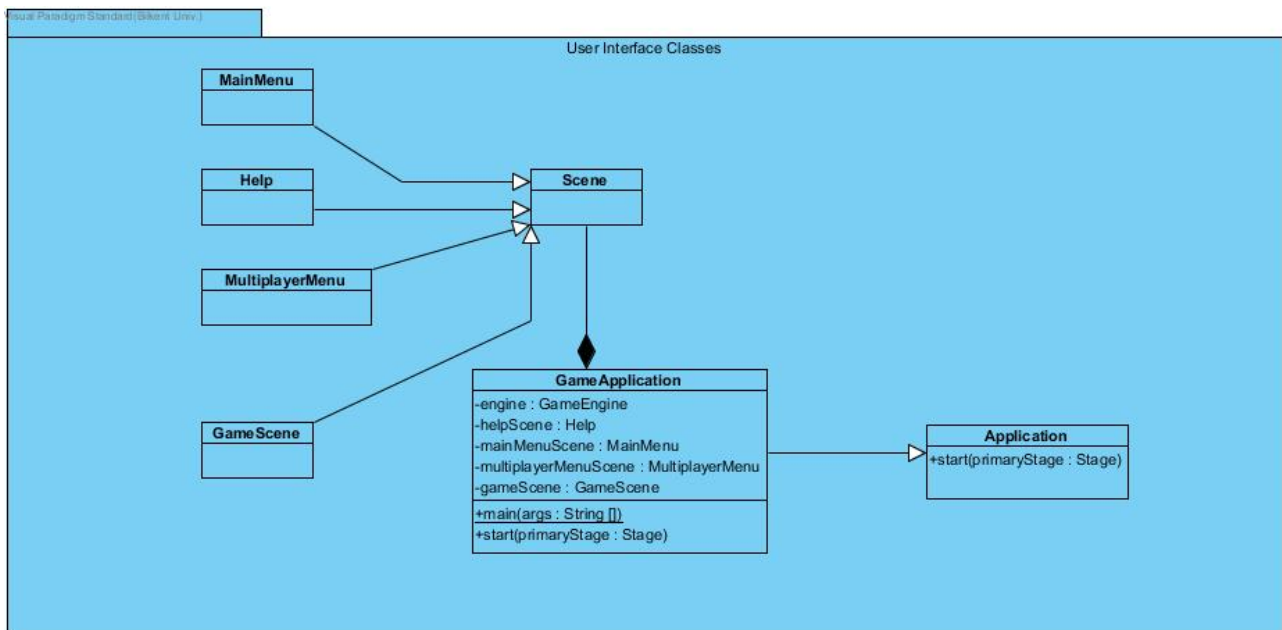 Visual Paradigm Standard(Bilkent Univ.)
User Interface Classes
MainMenu
Help
Scene
MultiplayerMenu
GameScene
GameApplication
-engine : GameEngine
-helpScene : Help
-mainMenuScene : MainMenu
-multiplayerMenuScene : MultiplayerMenu
-gameScene : GameScene
+main(args : String [])
+start(primaryStage : Stage)
Application
+start(primaryStage : Stage)